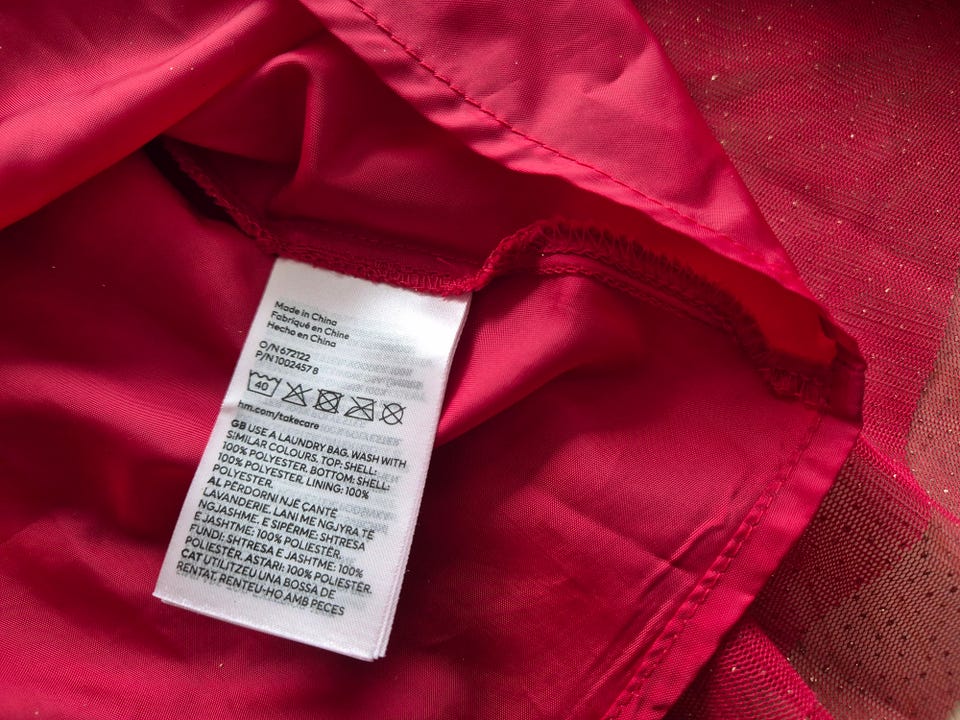 Made in China
Fabriqué en Chine
Hecho en China
O/N 672122
P/N 1002457 8
40
hm.com/takecare
GB USE A LAUNDRY BAG. WASH WITH
SIMILAR COLOURS. TOP: SHELL:
100% POLYESTER. BOTTOM: SHELL:
100% POLYESTER. LINING: 100%
POLYESTER.
AL PERDORNI NJË ÇANTË
LAVANDERIE. LANI ME NGJYRA TË
NGJASHME. E SIPËRME: SHTRESA
E JASHTME: 100% POLIESTËR.
FUNDI: SHTRESA E JASHTME: 100%
POLIESTËR. ASTARI: 100% POLIESTËR.
CAT UTILITZEU UNA BOSSA DE
RENTAT. RENTEU-HO AMB PECES